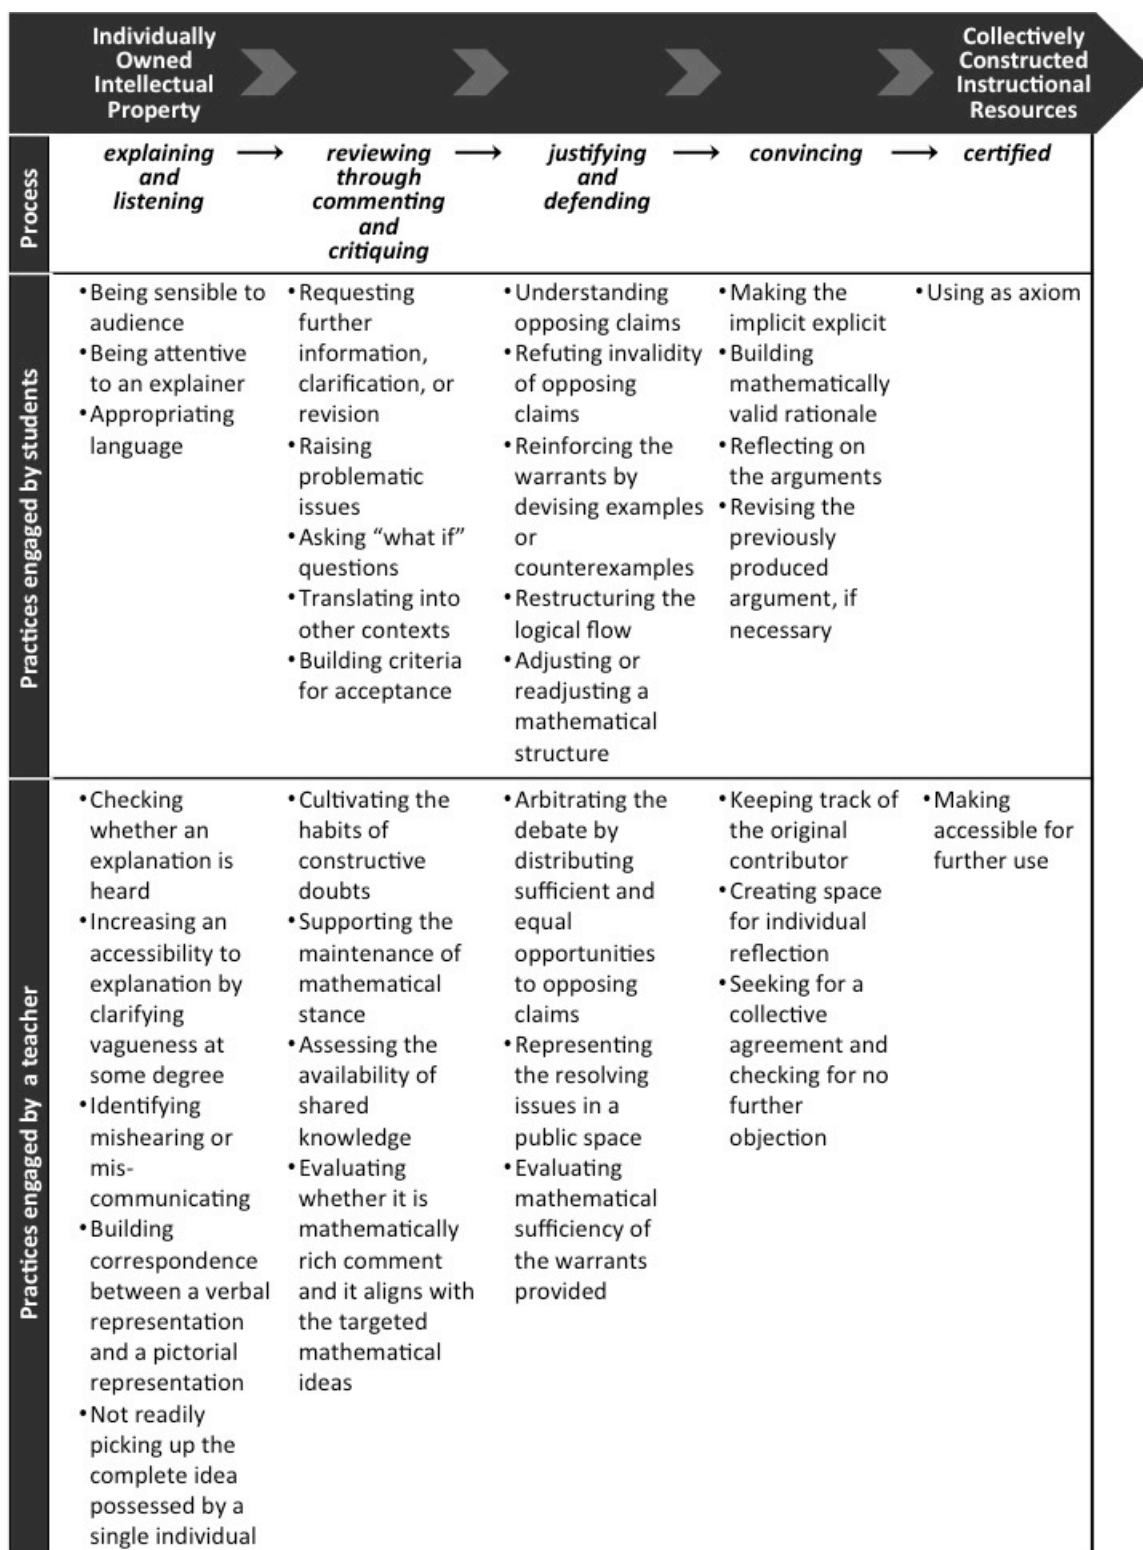 Individually
Owned
Intellectual
Property
Collectively
Constructed
Instructional
Resources
Process
explaining
and
listening
→
reviewing
through
commenting
and
critiquing
→
justifying
and
defending
→
convincing
→
certified
Practices engaged by students
•Being sensible to
audience
•Being attentive
to an explainer
•Appropriating
language
•Requesting
further
information,
clarification, or
revision
•Raising
problematic
issues
•Asking “what if”
questions
•Translating into
other contexts
•Building criteria
for acceptance
•Understanding
opposing claims
•Refuting invalidity
of opposing
claims
•Reinforcing the
warrants by
devising examples
or
counterexamples
•Restructuring the
logical flow
•Adjusting or
readjusting a
mathematical
structure
•Making the
implicit explicit
•Building
mathematically
valid rationale
•Reflecting on
the arguments
•Revising the
previously
produced
argument, if
necessary
•Using as axiom
Practices engaged by a teacher
•Checking
whether an
explanation is
heard
•Increasing an
accessibility to
explanation by
clarifying
vagueness at
some degree
•Identifying
mishearing or
mis-
communicating
•Building
correspondence
between a verbal
representation
and a pictorial
representation
•Not readily
picking up the
complete idea
possessed by a
single individual
•Cultivating the
habits of
constructive
doubts
•Supporting the
maintenance of
mathematical
stance
•Assessing the
availability of
shared
knowledge
•Evaluating
whether it is
mathematically
rich comment
and it aligns with
the targeted
mathematical
ideas
•Arbitrating the
debate by
distributing
sufficient and
equal
opportunities
to opposing
claims
•Representing
the resolving
issues in a
public space
•Evaluating
mathematical
sufficiency of
the warrants
provided
•Keeping track of
the original
contributor
•Creating space
for individual
reflection
•Seeking for a
collective
agreement and
checking for no
further
objection
•Making
accessible for
further use